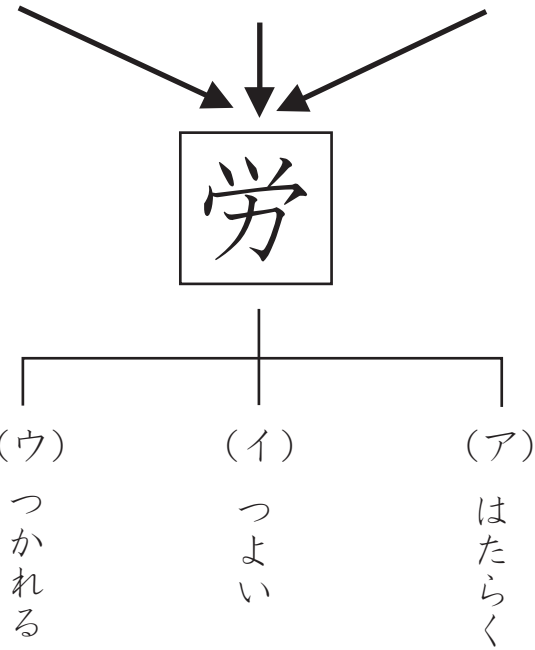 労
（ア） はたらく
（イ） つよい
（ウ） つかれる